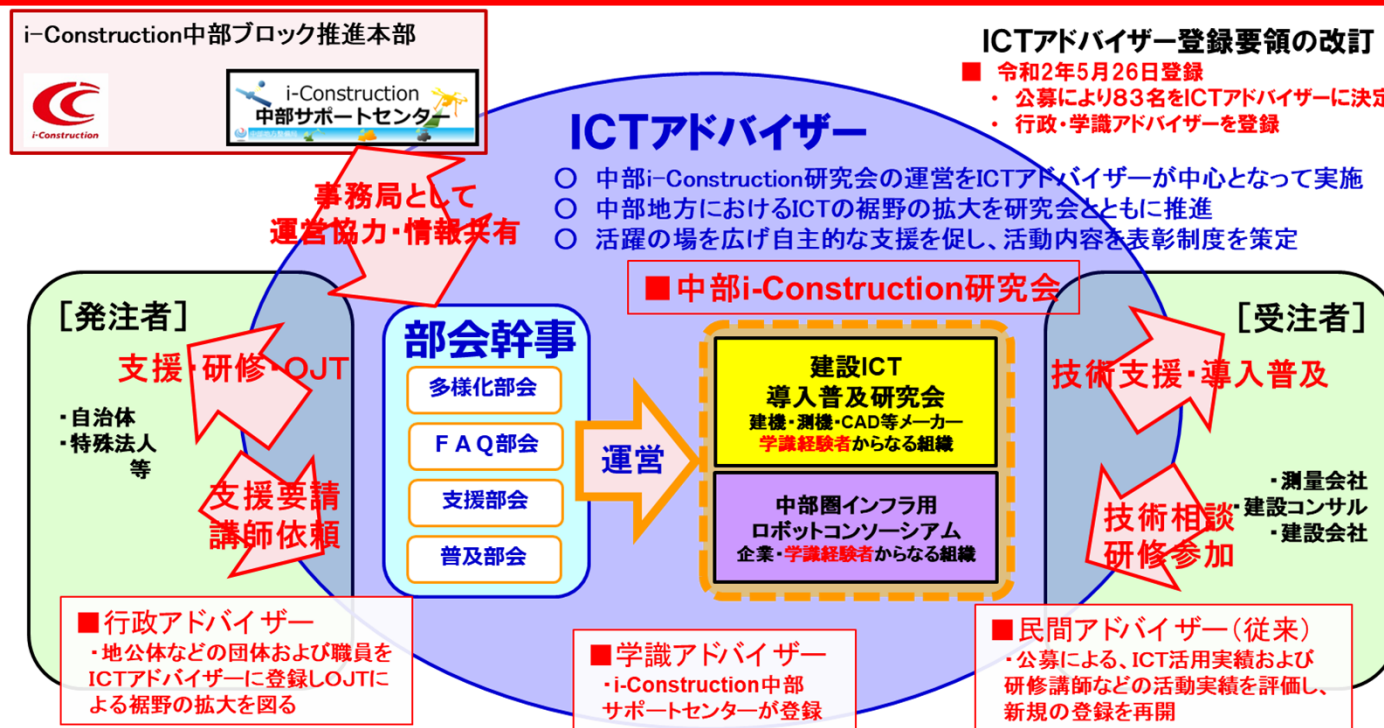 i-Construction中部ブロック推進本部
i-Construction
i-Construction
中部サポートセンター
中部地方整備局
ICTアドバイザー登録要領の改訂
■ 令和2年5月26日登録
・ 公募により83名をICTアドバイザーに決定
・ 行政・学識アドバイザーを登録
ICTアドバイザー
○ 中部i-Construction研究会の運営をICTアドバイザーが中心となって実施
○ 中部地方におけるICTの裾野の拡大を研究会とともに推進
○ 活躍の場を広げ自主的な支援を促し、活動内容を表彰制度を策定
事務局として
運営協力・情報共有
■中部i-Construction研究会
［発注者］
支援・研修・OJT
・自治体
・特殊法人
等
支援要請
講師依頼
部会幹事
多様化部会
ＦＡＱ部会
支援部会
普及部会
運営
建設ICT
導入普及研究会
建機・測機・CAD等メーカー
学識経験者からなる組織
中部圏インフラ用
ロボットコンソーシアム
企業・学識経験者からなる組織
［受注者］
技術支援・導入普及
・測量会社
・建設コンサル
・建設会社
技術相談
研修参加
■行政アドバイザー
・地公体などの団体および職員を
ICTアドバイザーに登録しOJTに
よる裾野の拡大を図る
■学識アドバイザー
・i-Construction中部
サポートセンターが登録
■民間アドバイザー（従来）
・公募による、ICT活用実績および
研修講師などの活動実績を評価し、
新規の登録を再開